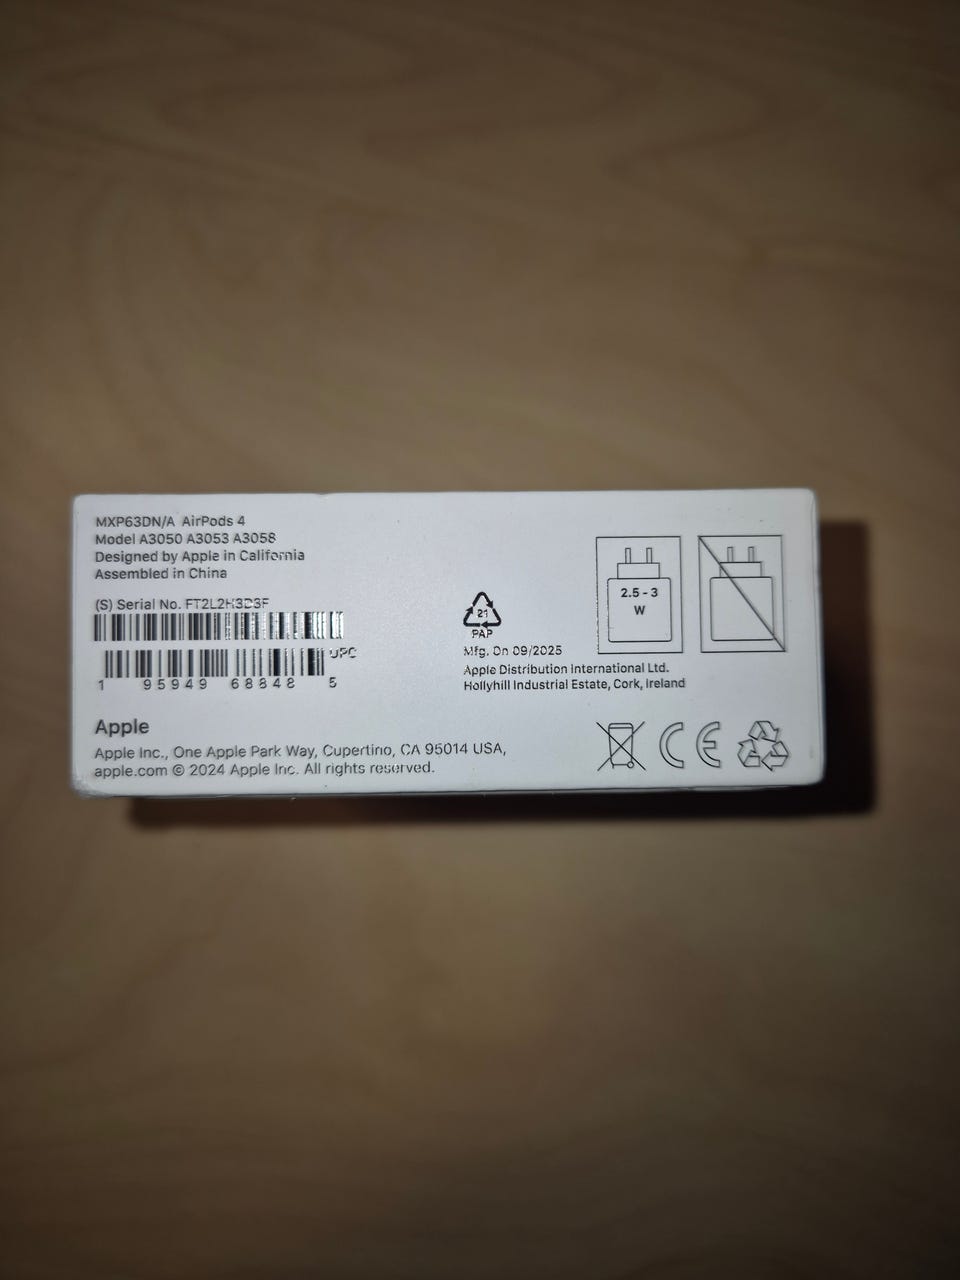 MXP63DN/A AirPods 4
Model A3050 A3053 A3058
Designed by Apple in California
Assembled in China
(S) Serial No.
UPC
1 95949 68848 5
Apple
Apple Inc., One Apple Park Way, Cupertino, CA 95014 USA,
apple.com © 2024 Apple Inc. All rights reserved.
21
PAP
Mfg. On 09/2025
Apple Distribution International Ltd.
Hollyhill Industrial Estate, Cork, Ireland
2.5 - 3
W
CE